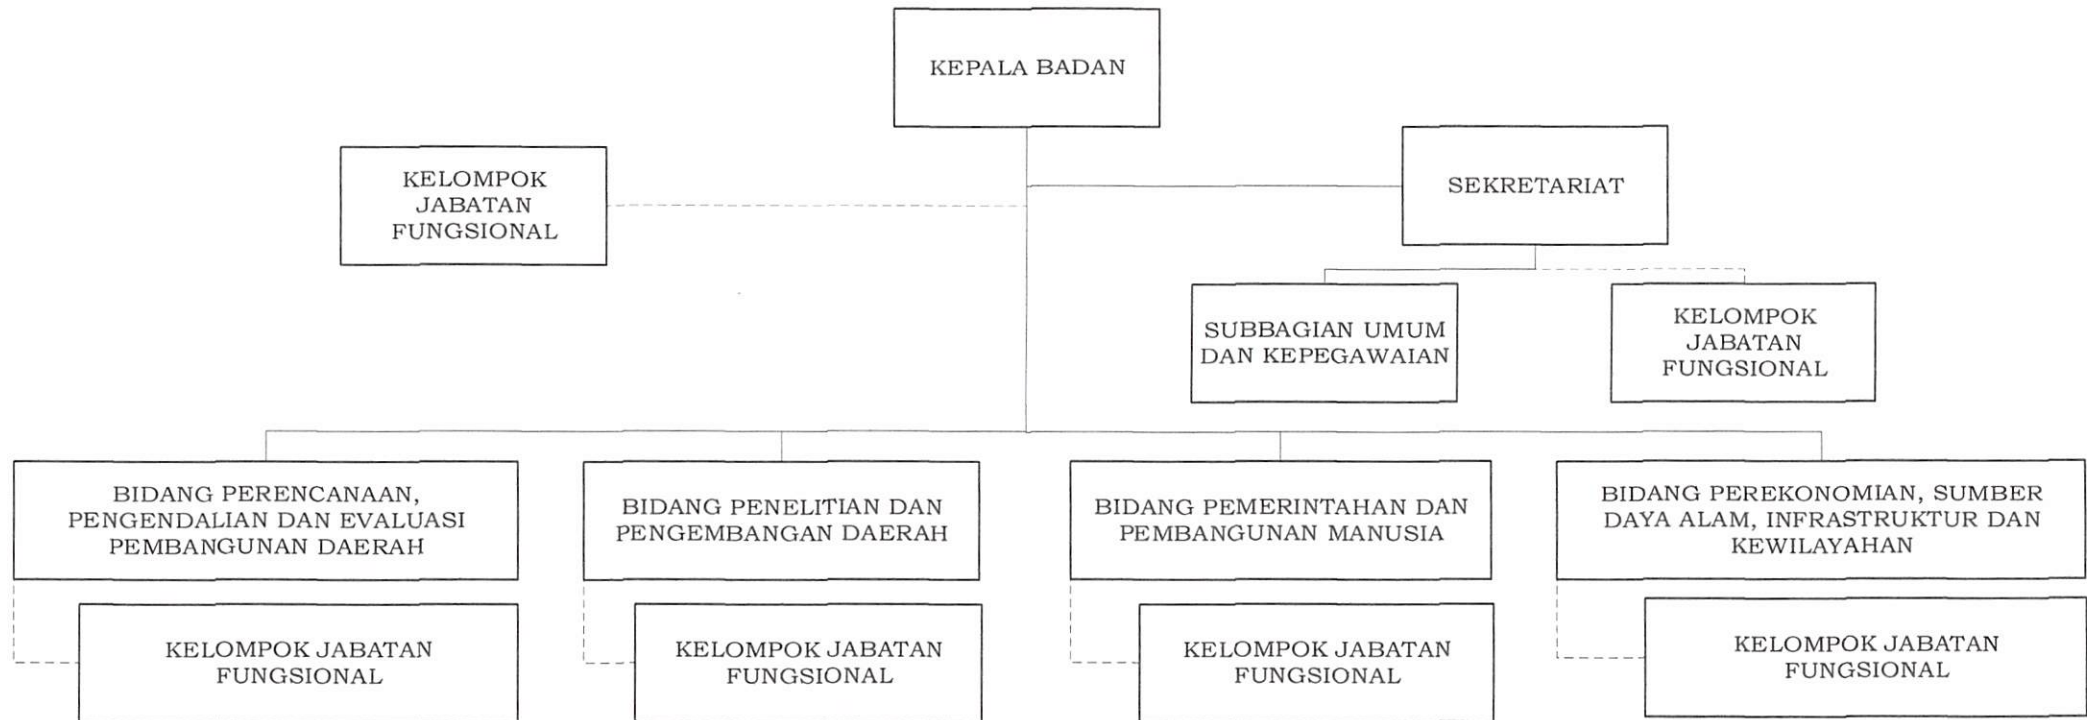 KEPALA BADAN
KELOMPOK
JABATAN
FUNGSIONAL
SEKRETARIAT
SUBBAGIAN UMUM
DAN KEPEGAWAIAN
KELOMPOK
JABATAN
FUNGSIONAL
BIDANG PERENCANAAN,
PENGENDALIAN DAN EVALUASI
PEMBANGUNAN DAERAH
BIDANG PENELITIAN DAN
PENGEMBANGAN DAERAH
BIDANG PEMERINTAHAN DAN
PEMBANGUNAN MANUSIA
BIDANG PEREKONOMIAN, SUMBER
DAYA ALAM, INFRASTRUKTUR DAN
KEWILAYAHAN
KELOMPOK JABATAN
FUNGSIONAL
KELOMPOK JABATAN
FUNGSIONAL
KELOMPOK JABATAN
FUNGSIONAL
KELOMPOK JABATAN
FUNGSIONAL